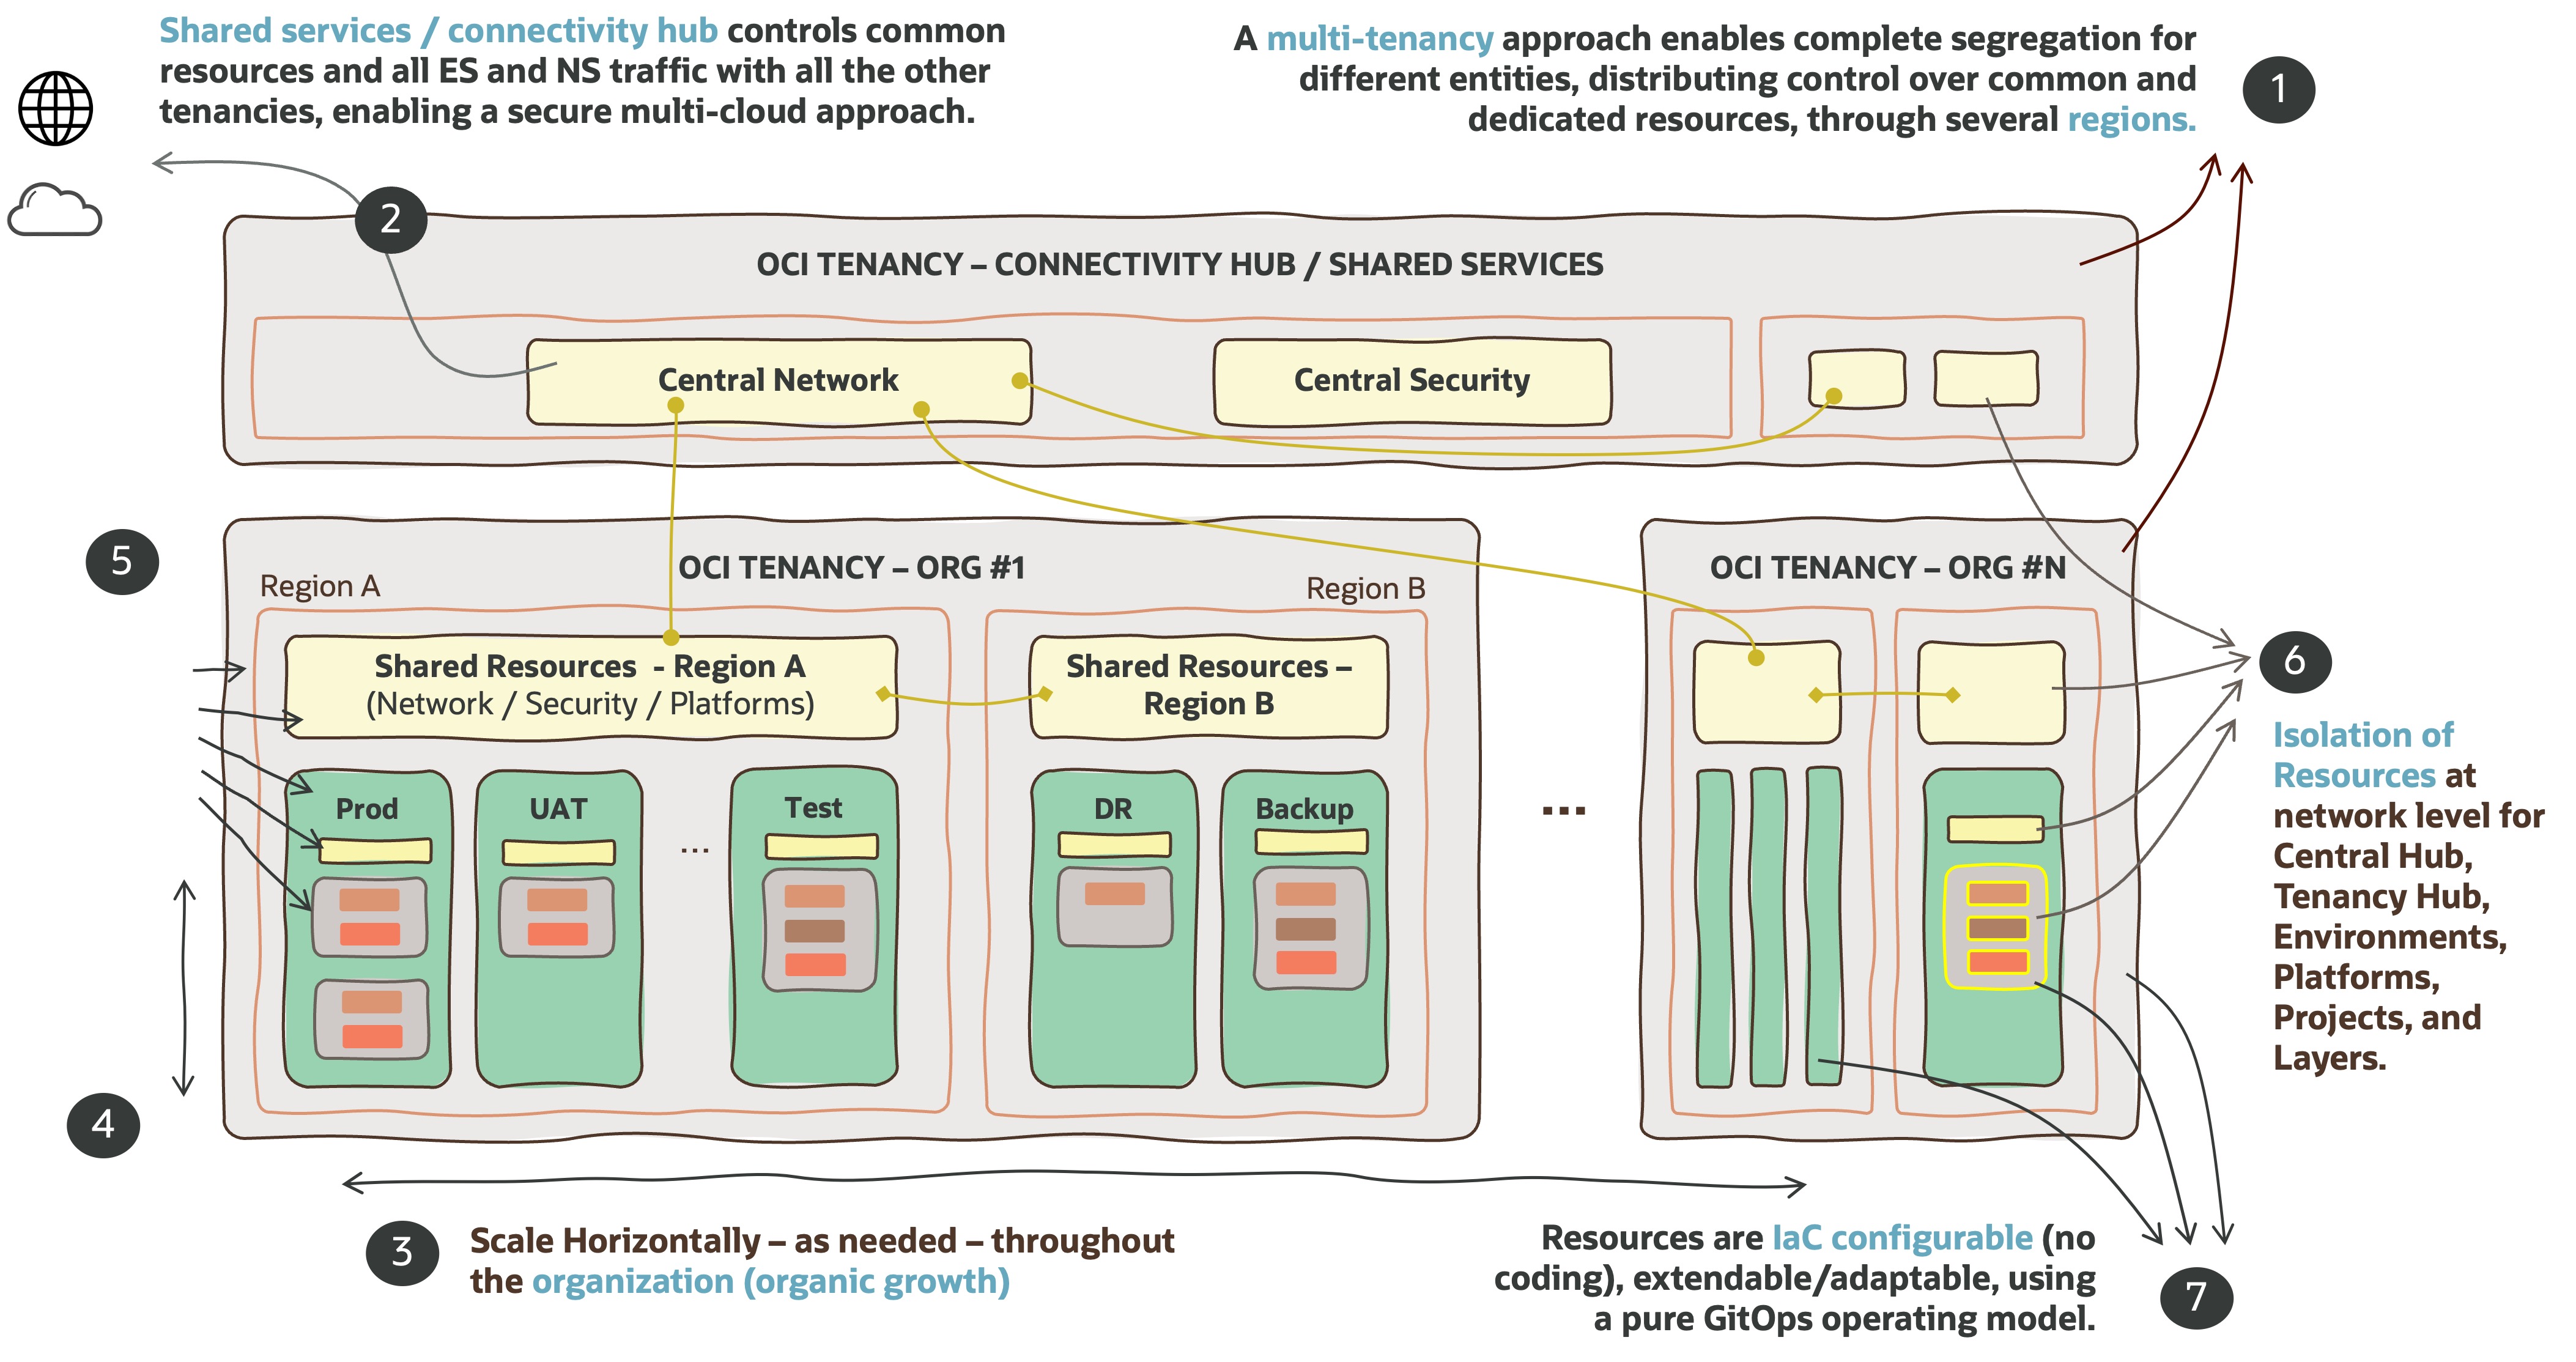 Shared services / connectivity hub controls common
resources and all ES and NS traffic with all the other
tenancies, enabling a secure multi-cloud approach.
A multi-tenancy approach enables complete segregation for
different entities, distributing control over common and
dedicated resources, through several regions.
1
2
OCI TENANCY – CONNECTIVITY HUB / SHARED SERVICES
Central Network
Central Security
5
OCI TENANCY – ORG #1
Region A
Region B
Shared Resources - Region A
(Network / Security / Platforms)
Shared Resources –
Region B
Prod
UAT
...
Test
DR
Backup
...
OCI TENANCY – ORG #N
6
Isolation of
Resources at
network level for
Central Hub,
Tenancy Hub,
Environments,
Platforms,
Projects, and
Layers.
4
3
Scale Horizontally – as needed – throughout
the organization (organic growth)
Resources are IaC configurable (no
coding), extendable/adaptable, using
a pure GitOps operating model.
7